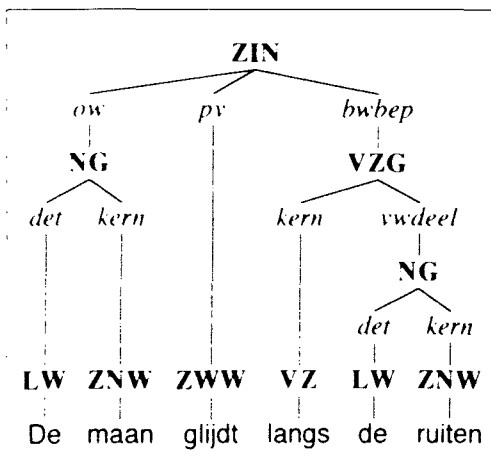 ZIN
ow pv bwbep
NG VZG
det kern kern vwdeel
NG
det kern
LW ZNW ZWW VZ LW ZNW
De maan glijdt langs de ruiten